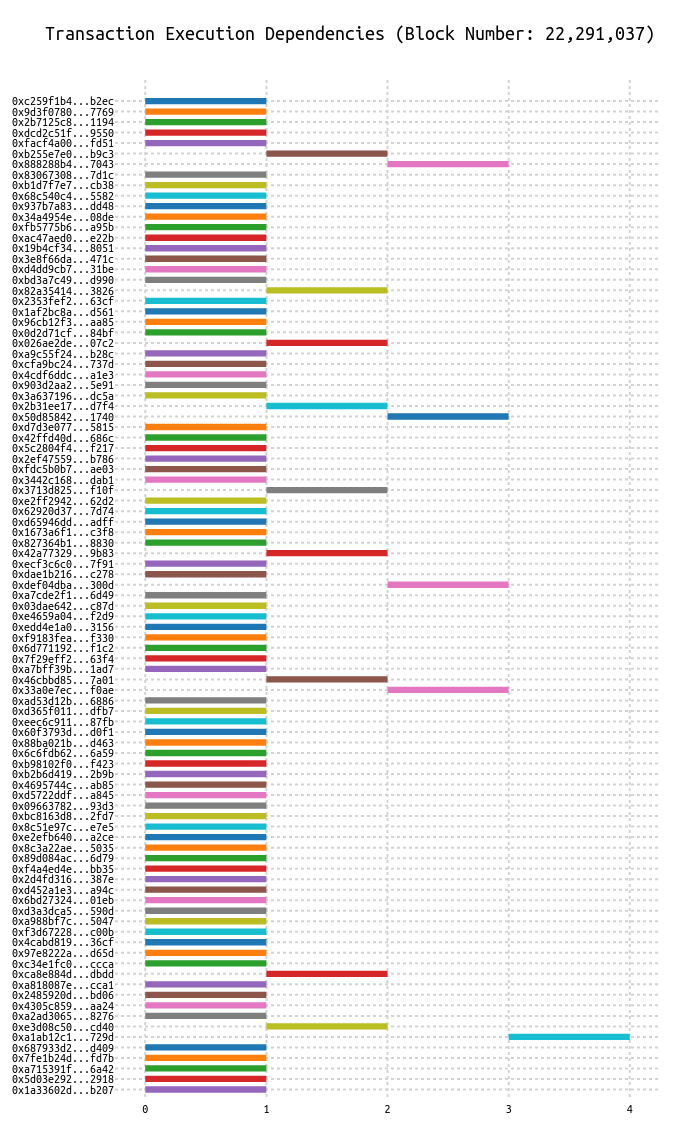 Transaction Execution Dependencies (Block Number: 22,291,037)
0xc259f1b4...b2ec
0x9d3f0780...7769
0x2b7125c8...1194
0xdcd2c51f...9550
0xfacf4a00...fd51
0xb255e7e0...b9c3
0x888288b4...7043
0x83067308...7d1c
0xb1d7f7e7...cb38
0x68c540c4...5582
0x937b7a83...dd48
0x34a4954e...08de
0xfb5775b6...a95b
0xac47aed0...e22b
0x19b4cf34...8051
0x3e8f66da...471c
0xd4dd9cb7...31be
0xbd3a7c49...d990
0x82a35414...3826
0x2353fef2...63cf
0x1af2bc8a...d561
0x96cb12f3...aa85
0x0d2d71cf...84bf
0x026ae2de...07c2
0xa9c55f24...b28c
0xcfa9bc24...737d
0x4cdf6ddc...a1e3
0x903d2aa2...5e91
0x3a637196...dc5a
0x2b31ee17...d7f4
0x50d85842...1740
0xd7d3e077...5815
0x42ffd40d...686c
0x5c2804f4...f217
0x2ef47559...b786
0xfdc5b0b7...ae03
0x3442c168...dab1
0x3713d825...f10f
0xe2ff2942...62d2
0x62920d37...7d74
0xd65946dd...adff
0x1673a6f1...c3f8
0x827364b1...8830
0x42a77329...9b83
0xecf3c6c0...7f91
0xdae1b216...c278
0xdef04dba...300d
0xa7cde2f1...6d49
0x03dae642...c87d
0xe4659a04...f2d9
0xedd4e1a0...3156
0xf9183fea...f330
0x6d771192...f1c2
0x7f29eff2...63f4
0xa7bff39b...1ad7
0x46cbbd85...7a01
0x33a0e7ec...f0ae
0xad53d12b...6886
0xd365f011...dfb7
0xeec6c911...87fb
0x60f3793d...d0f1
0x88ba021b...d463
0x6c6fdb62...6a59
0xb98102f0...f423
0xb2b6d419...2b9b
0x4695744c...ab85
0xd5722ddf...a845
0x09663782...93d3
0xbc8163d8...2fd7
0x8c51e97c...e7e5
0xe2efb640...a2ce
0x8c3a22ae...5035
0x89d084ac...6d79
0xf4a4ed4e...bb35
0x2d4fd316...387e
0xd452a1e3...a94c
0x6bd27324...01eb
0xd3a3dca5...590d
0xa988bf7c...5047
0xf3d67228...c00b
0x4cabd819...36cf
0x97e8222a...d65d
0xc34e1fc0...ccca
0xca8e884d...dbdd
0xa818087e...cca1
0x2485920d...bd06
0x4305c859...aa24
0xa2ad3065...8276
0xe3d08c50...cd40
0xa1ab12c1...729d
0x687933d2...d409
0x7fe1b24d...fd7b
0xa715391f...6a42
0x5d03e292...2918
0x1a33602d...b207
0 1 2 3 4